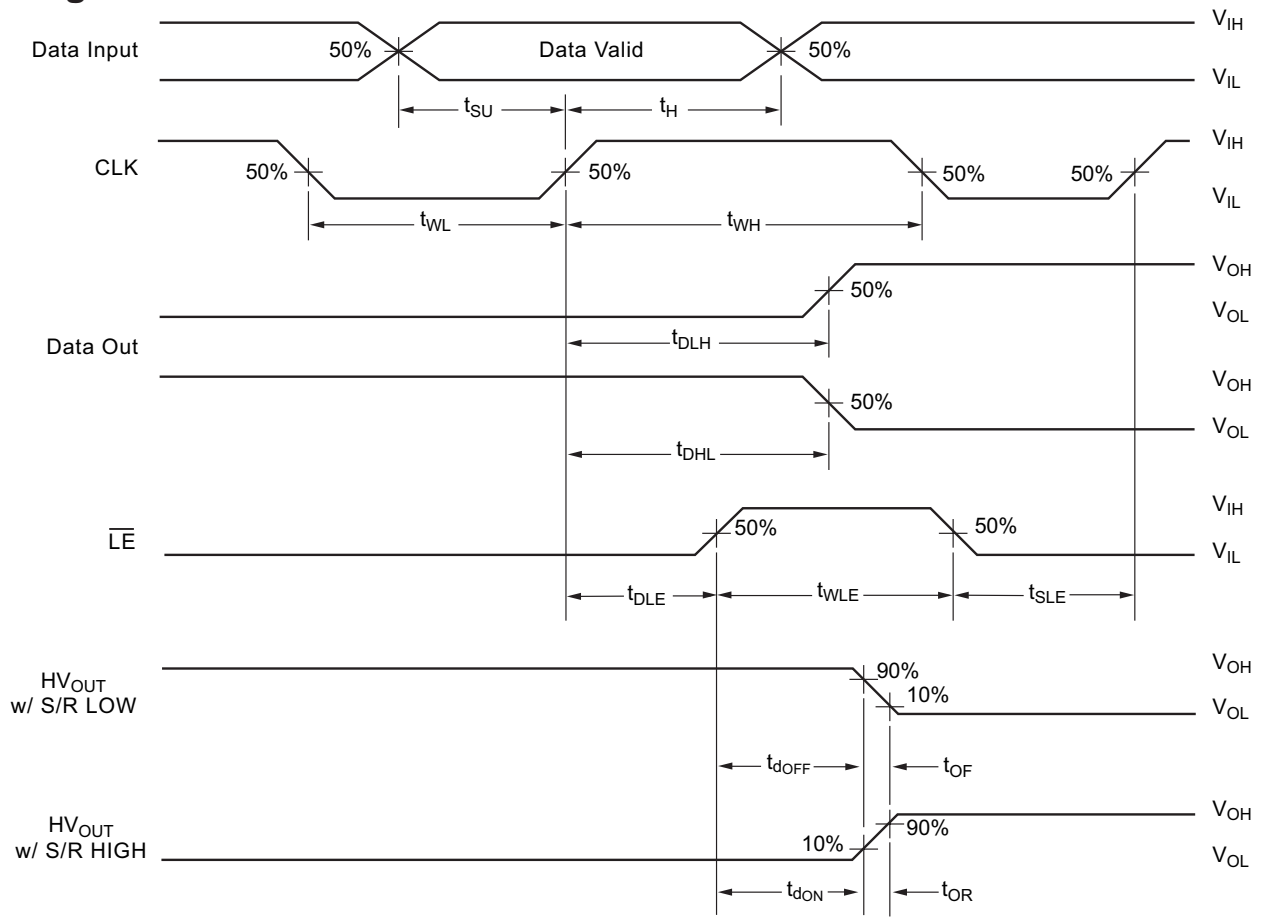 V_IH
Data Input 50% Data Valid 50%
V_IL
t_SU t_H
V_IH
CLK 50% 50% 50% 50%
V_IL
t_WL t_WH
V_OH
50%
V_OL
Data Out
t_DLH
V_OH
50%
V_OL
t_DHL
V_IH
L̅E̅ 50% 50%
V_IL
t_DLE t_WLE t_SLE
V_OH
HV_OUT 90%
w/ S/R LOW 10%
V_OL
t_dOFF t_OF
V_OH
HV_OUT 90%
w/ S/R HIGH 10%
V_OL
t_dON t_OR